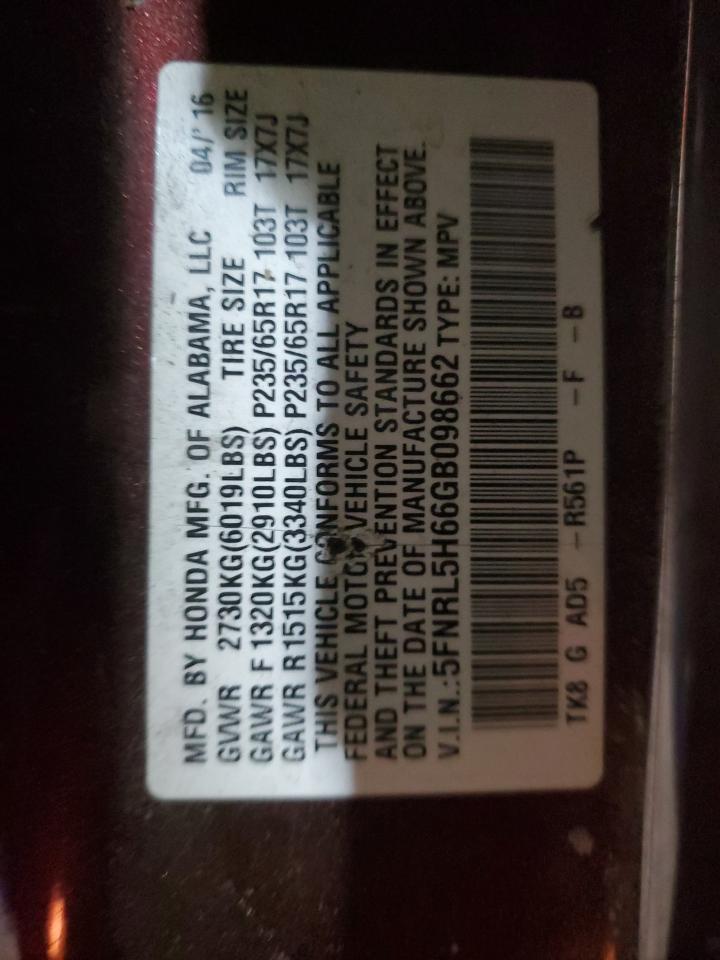 MFD. BY HONDA MFG. OF ALABAMA, LLC 04/'16
GVWR 2730KG(6019LBS) TIRE SIZE RIM SIZE
GAWR F 1320KG(2910LBS) P235/65R17 103T 17X7J
GAWR R 1515KG(3340LBS) P235/65R17 103T 17X7J
THIS VEHICLE CONFORMS TO ALL APPLICABLE
FEDERAL MOTOR VEHICLE SAFETY
AND THEFT PREVENTION STANDARDS IN EFFECT
ON THE DATE OF MANUFACTURE SHOWN ABOVE.
V.I.N.:5FNRL5H66GB098662 TYPE: MPV
TK8 G AD5 -R561P -F -B